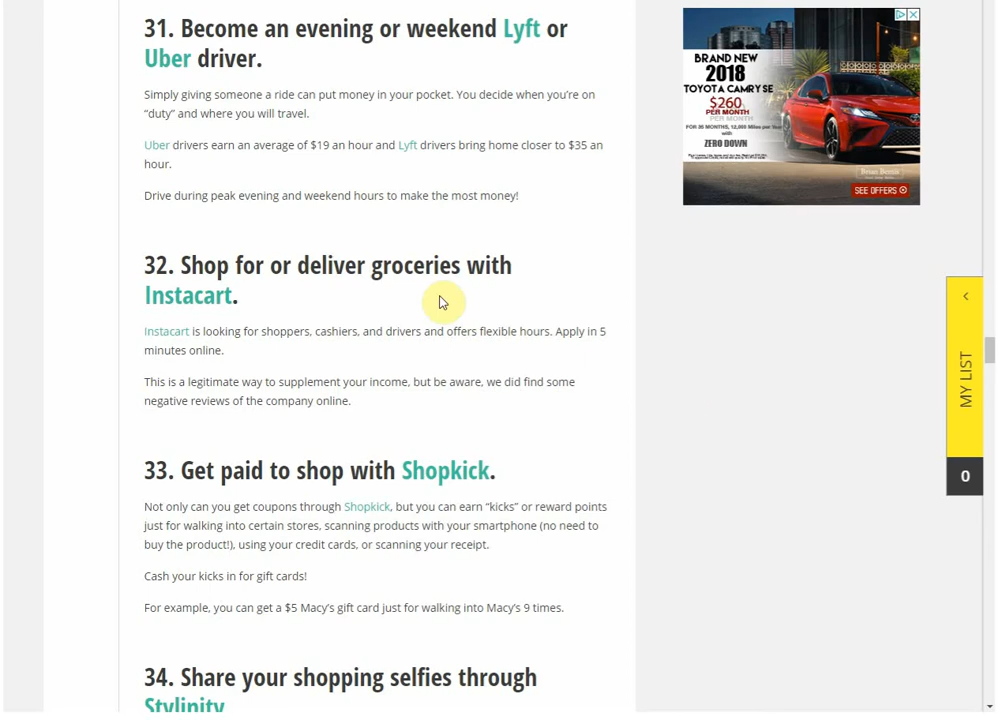 31. Become an evening or weekend Lyft or
Uber driver.
Simply giving someone a ride can put money in your pocket. You decide when you’re on
“duty” and where you will travel.
Uber drivers earn an average of $19 an hour and Lyft drivers bring home closer to $35 an
hour.
Drive during peak evening and weekend hours to make the most money!
32. Shop for or deliver groceries with
Instacart.
Instacart is looking for shoppers, cashiers, and drivers and offers flexible hours. Apply in 5
minutes online.
This is a legitimate way to supplement your income, but be aware, we did find some
negative reviews of the company online.
33. Get paid to shop with Shopkick.
Not only can you get coupons through Shopkick, but you can earn “kicks” or reward points
just for walking into certain stores, scanning products with your smartphone (no need to
buy the product!), using your credit cards, or scanning your receipt.
Cash your kicks in for gift cards!
For example, you can get a $5 Macy’s gift card just for walking into Macy’s 9 times.
34. Share your shopping selfies through
Stylinity
BRAND NEW
2018
TOYOTA CAMRY SE
$260
PER MONTH
PER MONTH
FOR 35 MONTHS, 12,000 Miles per Year
WITH
ZERO DOWN
SEE OFFERS
MY LIST
0